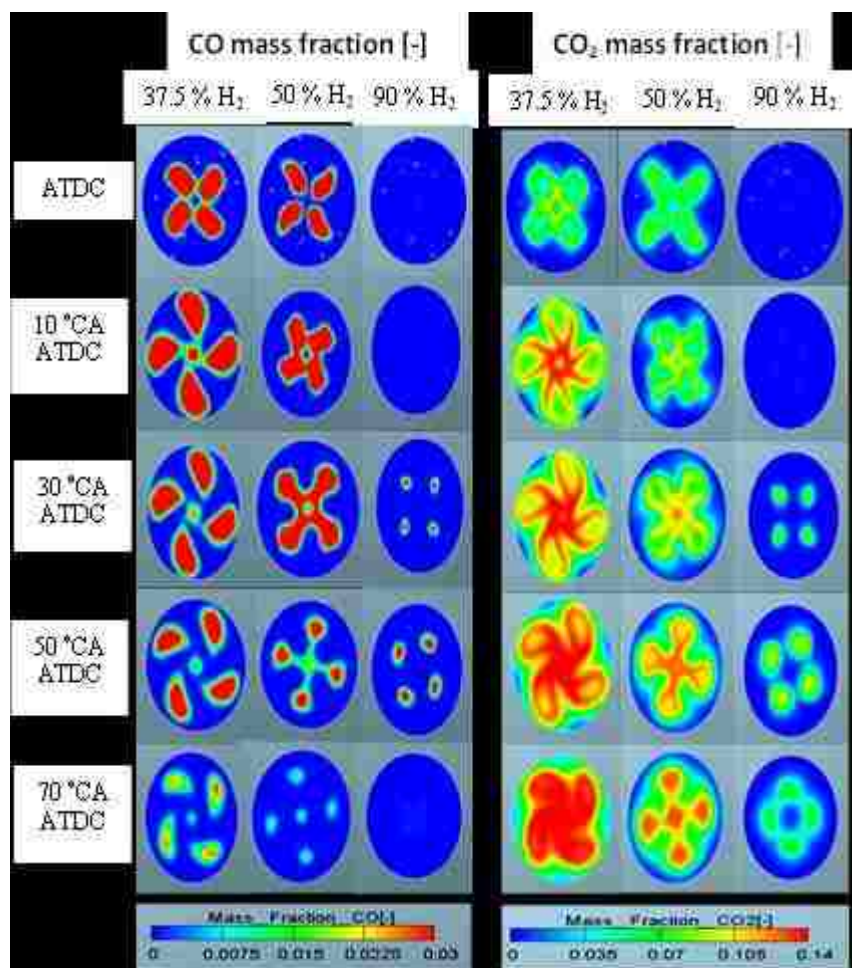 CO mass fraction [-]
CO₂ mass fraction [-]
37.5 % H₂ 50 % H₂ 90 % H₂
37.5 % H₂ 50 % H₂ 90 % H₂
ATDC
10 °CA
ATDC
30 °CA
ATDC
50 °CA
ATDC
70 °CA
ATDC
Mass Fraction CO[-]
0 0.0075 0.015 0.0225 0.03
Mass Fraction CO2[-]
0 0.035 0.07 0.105 0.14